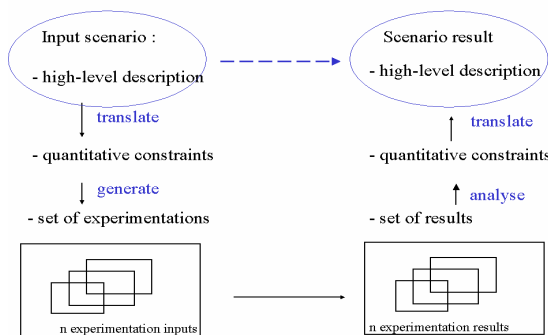 Input scenario :
- high-level description
translate
- quantitative constraints
generate
- set of experimentations
n experimentation inputs
Scenario result
- high-level description
translate
- quantitative constraints
analyse
- set of results
n experimentation results